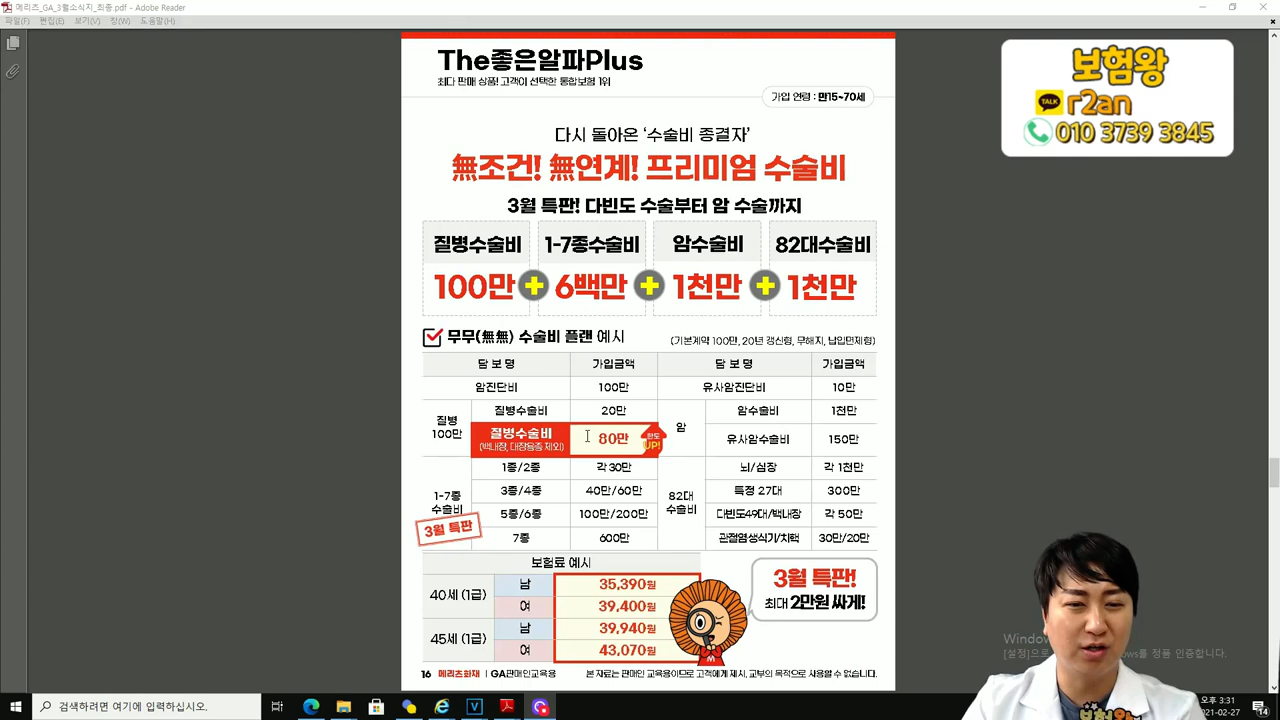 메리츠_GA_3월소식지_최종.pdf - Adobe Reader
파일(F) 편집(E) 보기(V) 창(W) 도움말(H)
The좋은알파Plus
최다 판매 상품! 고객이 선택한 통합보험 1위
가입 연령 : 만15~70세
보험왕
TALK r2an
010 3739 3845
다시 돌아온 '수술비 종결자'
無조건! 無연계! 프리미엄 수술비
3월 특판! 다빈도 수술부터 암 수술까지
질병수술비 1-7종수술비 암수술비 82대수술비
100만 + 6백만 + 1천만 + 1천만
무무(無無) 수술비 플랜 예시
(기본계약 100만, 20년 갱신형, 무해지, 납입면제형)
담 보 명 가입금액 담 보 명 가입금액
암진단비 100만 유사암진단비 10만
질병 100만 질병수술비 20만 암 암수술비 1천만
질병수술비 (백내장, 대장용종 제외) 80만 한도 UP! 유사암수술비 150만
1-7종 수술비 1종/2종 각 30만 82대 수술비 뇌/심장 각 1천만
3종/4종 40만/60만 특정 27대 300만
5종/6종 100만/200만 다빈도49대/백내장 각 50만
3월 특판
7종 600만 관절염생식기/치핵 30만/20만
보험료 예시
40세 (1급) 남 35,390원
여 39,400원
45세 (1급) 남 39,940원
여 43,070원
3월 특판!
최대 2만원 싸게!
M
16 메리츠화재 | GA판매인교육용
본 자료는 판매인 교육용이므로 고객에게 제시, 교부의 목적으로 사용할 수 없습니다.
Window
[설정]으로 를 정품 인증합니다.
보험왕
검색하려면 여기에 입력하십시오.
오후 3:31
2021-02-27
14